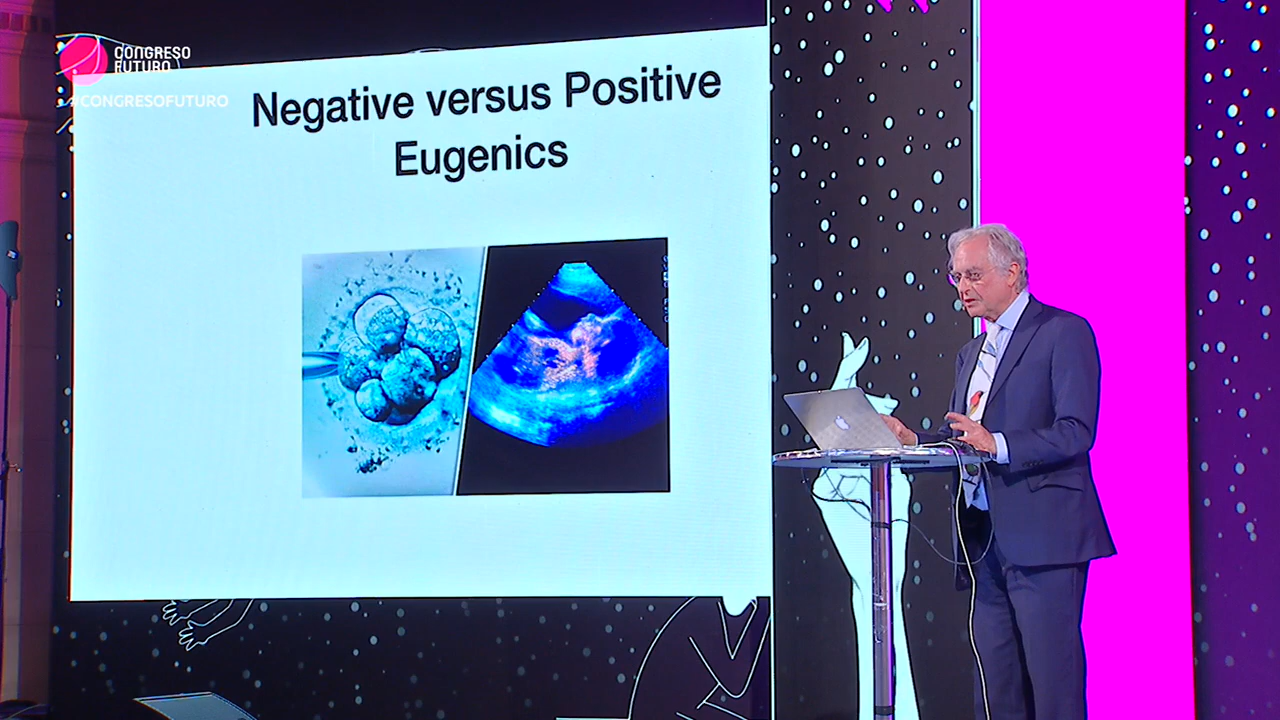 CONGRESO
FUTURO
#CONGRESOFUTURO
Negative versus Positive
Eugenics